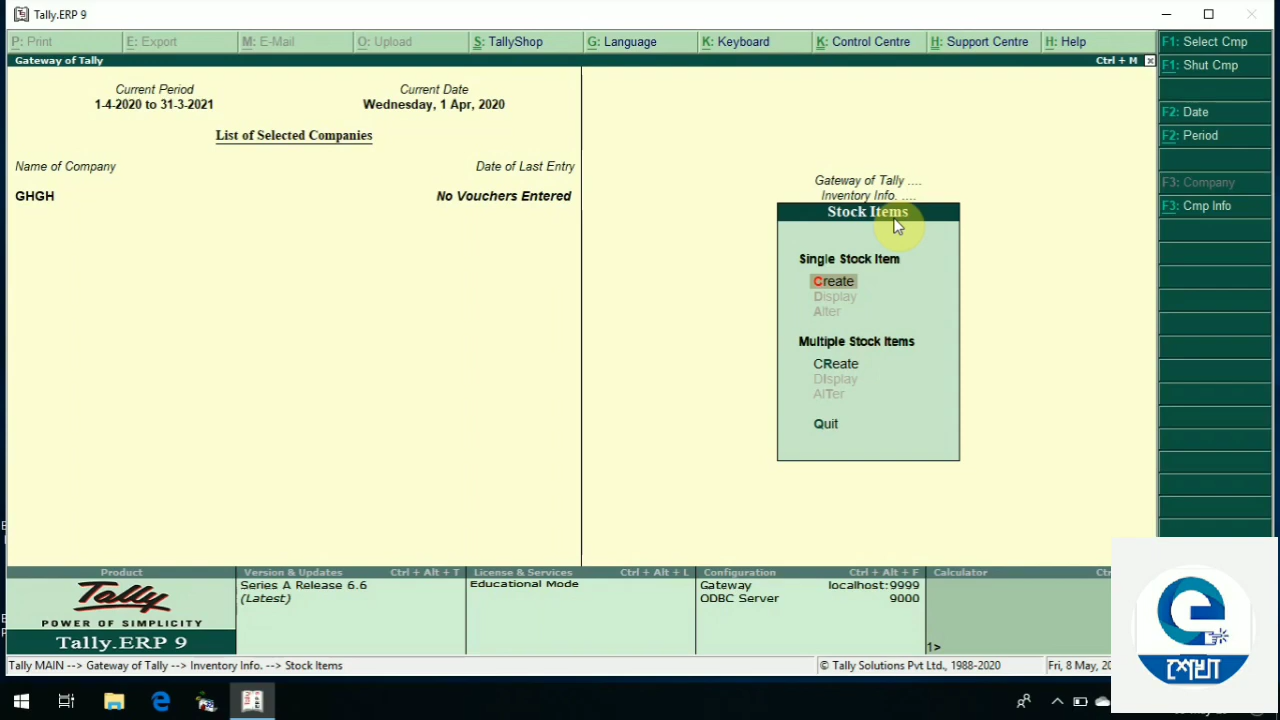 Tally.ERP 9
P: Print E: Export M: E-Mail O: Upload S: TallyShop G: Language K: Keyboard K: Control Centre H: Support Centre H: Help
F1: Select Cmp
F1: Shut Cmp
F2: Date
F2: Period
F3: Company
F3: Cmp Info
Gateway of Tally Ctrl + M
Current Period Current Date
1-4-2020 to 31-3-2021 Wednesday, 1 Apr, 2020
List of Selected Companies
Name of Company Date of Last Entry
GHGH No Vouchers Entered
Gateway of Tally ....
Inventory Info. ....
Stock Items
Single Stock Item
Create
Display
Alter
Multiple Stock Items
CReate
DIsplay
AlTer
Quit
Product Version & Updates Ctrl + Alt + T License & Services Ctrl + Alt + L Configuration Ctrl + Alt + F Calculator
Series A Release 6.6 Educational Mode Gateway localhost:9999
(Latest) ODBC Server 9000
Tally
POWER OF SIMPLICITY
Tally.ERP 9
1>
Tally MAIN --> Gateway of Tally --> Inventory Info. --> Stock Items © Tally Solutions Pvt Ltd., 1988-2020 Fri, 8 May,
e
শেখা